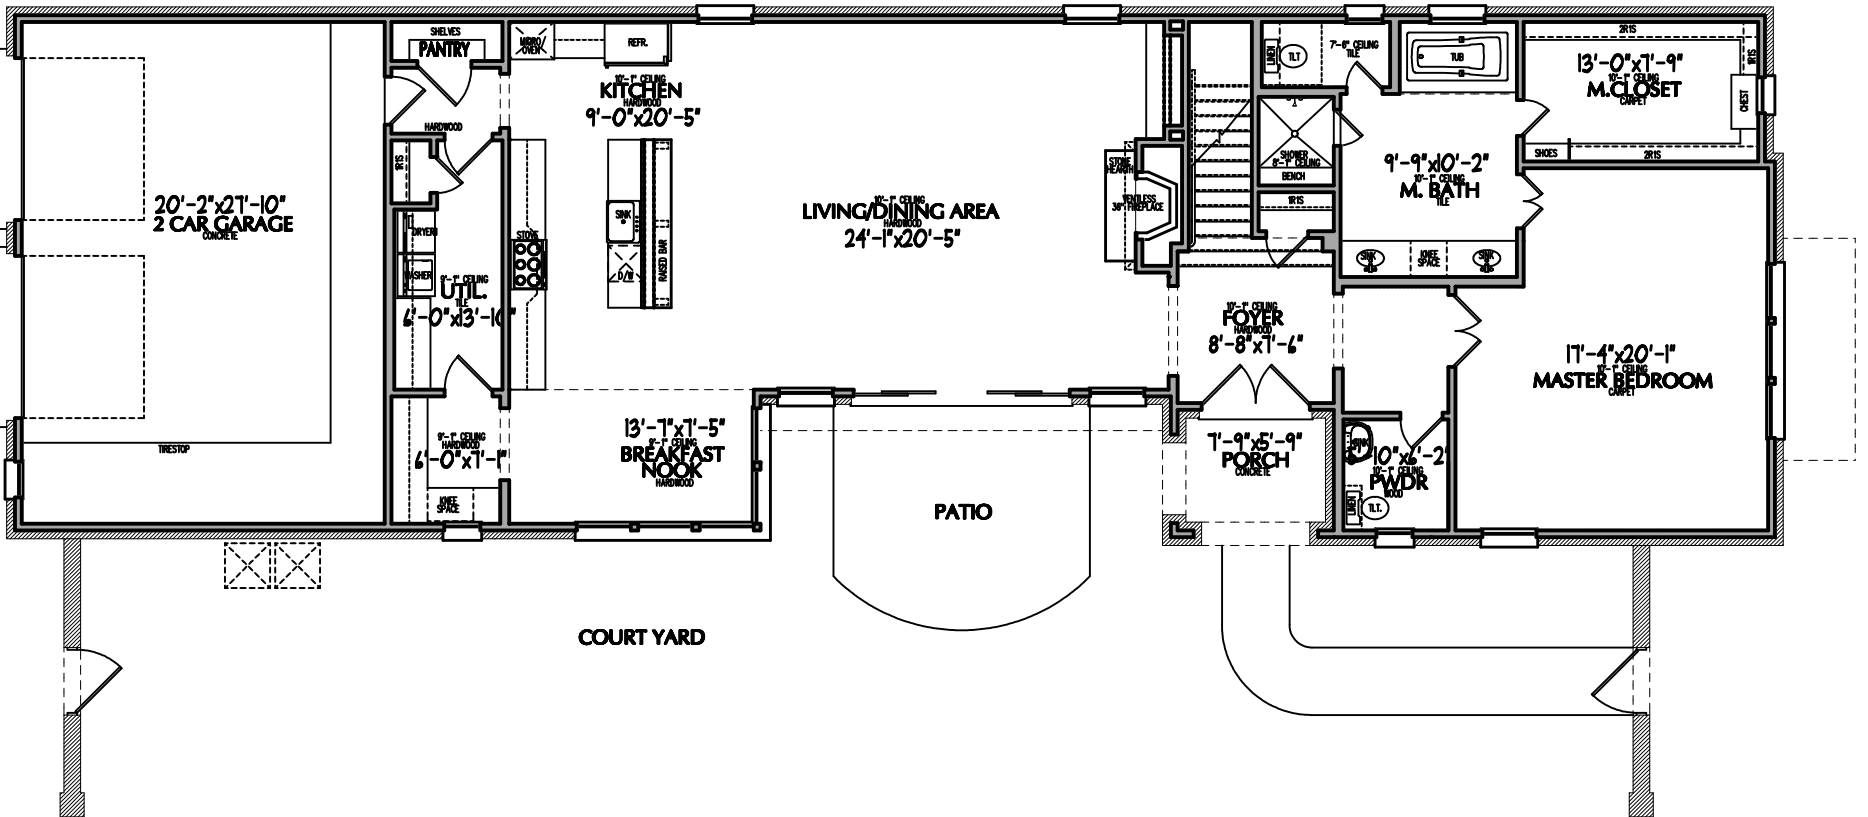 SHELVES
PANTRY
MICRO/
OVEN
REFR.
10'-1" CEILING
KITCHEN
HARDWOOD
9'-0"x20'-5"
HARDWOOD
1R1S
20'-2"x27'-10"
2 CAR GARAGE
CONCRETE
TIRESTOP
DRYER
WASHER
9'-1" CEILING
UTIL.
TILE
6'-0"x13'-10"
STOVE
SINK
D/W
RAISED BAR
10'-1" CEILING
LIVING/DINING AREA
HARDWOOD
24'-1"x20'-5"
STONE
HEARTH
VENTLESS
36" FIREPLACE
LINEN
TLT
7'-6" CEILING
TILE
TUB
SHOWER
8'-1" CEILING
BENCH
1R1S
2R1S
1R1S
13'-0"x7'-9"
10'-1" CEILING
M.CLOSET
CARPET
CHEST
SHOES
2R1S
9'-9"x10'-2"
10'-1" CEILING
M. BATH
TILE
SINK
KNEE
SPACE
SINK
10'-1" CEILING
FOYER
HARDWOOD
8'-8"x7'-6"
17'-4"x20'-1"
10'-1" CEILING
MASTER BEDROOM
CARPET
9'-1" CEILING
HARDWOOD
6'-0"x7'-1"
KNEE
SPACE
13'-7"x7'-5"
9'-1" CEILING
BREAKFAST
NOOK
HARDWOOD
7'-9"x5'-9"
PORCH
CONCRETE
SINK
10"x6'-2"
10'-1" CEILING
PWDR
WOOD
LINEN
TLT.
PATIO
COURT YARD